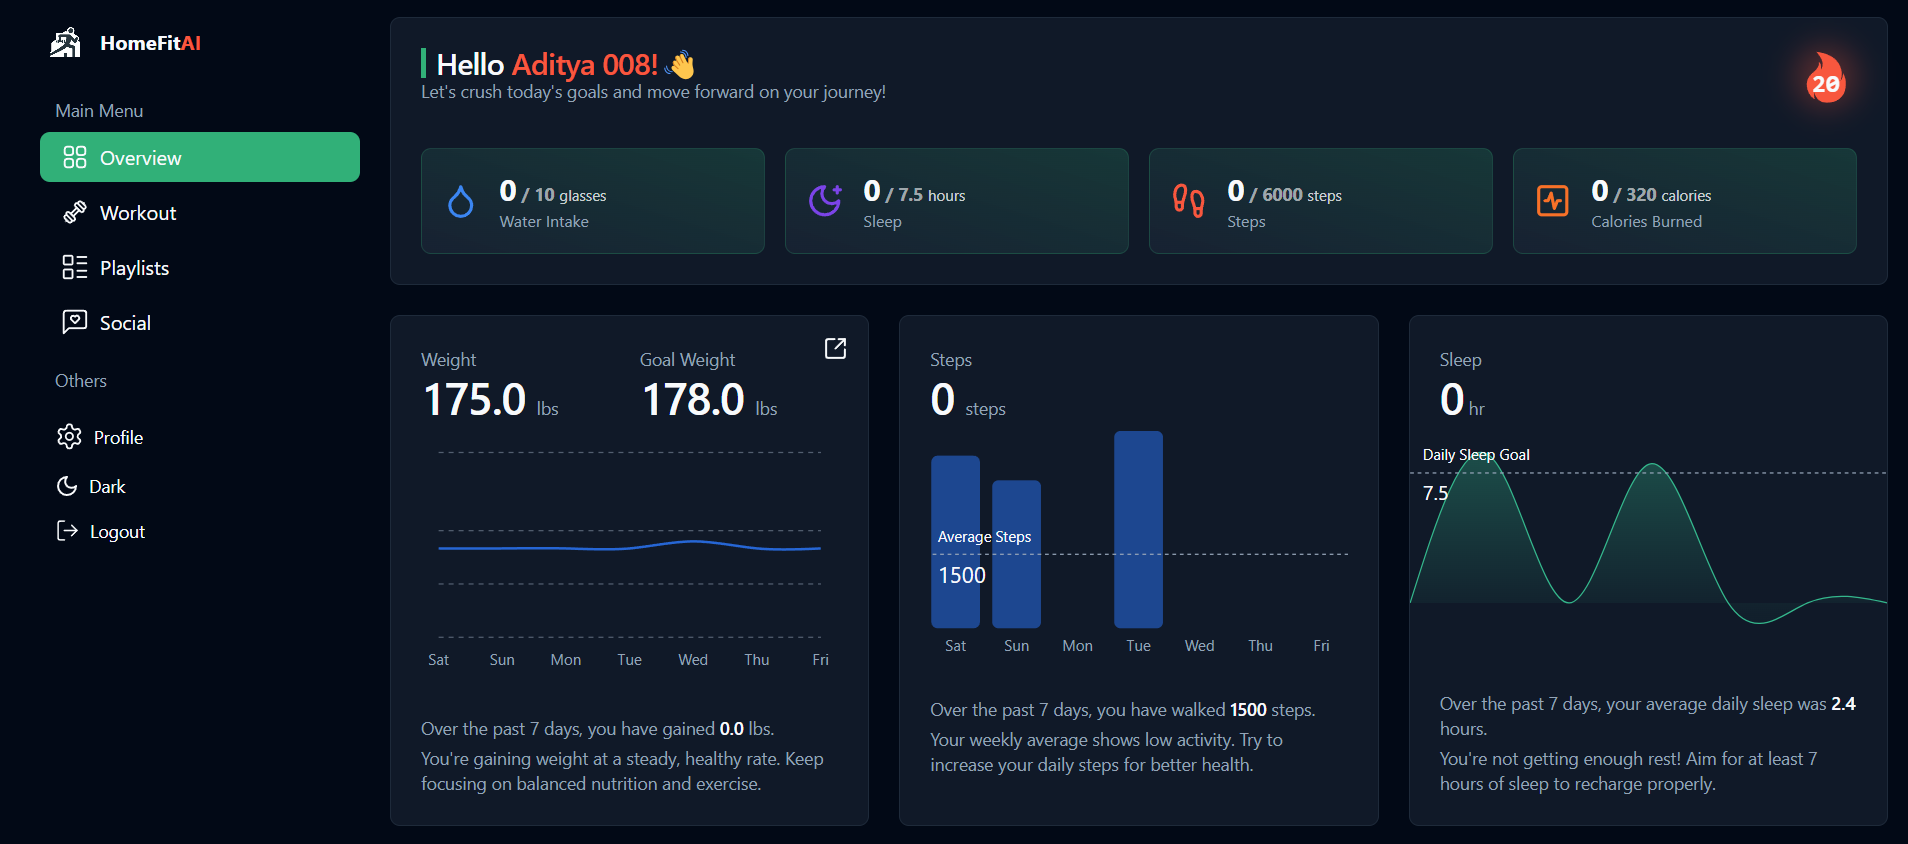 HomeFitAI
Main Menu
Overview
Workout
Playlists
Social
Others
Profile
Dark
Logout
Hello Aditya 008! 👋
Let's crush today's goals and move forward on your journey!
20
0 / 10 glasses
Water Intake
0 / 7.5 hours
Sleep
0 / 6000 steps
Steps
0 / 320 calories
Calories Burned
Weight
175.0 lbs
Goal Weight
178.0 lbs
Sat Sun Mon Tue Wed Thu Fri
Over the past 7 days, you have gained 0.0 lbs.
You're gaining weight at a steady, healthy rate. Keep
focusing on balanced nutrition and exercise.
Steps
0 steps
Average Steps
1500
Sat Sun Mon Tue Wed Thu Fri
Over the past 7 days, you have walked 1500 steps.
Your weekly average shows low activity. Try to
increase your daily steps for better health.
Sleep
0 hr
Daily Sleep Goal
7.5
Over the past 7 days, your average daily sleep was 2.4
hours.
You're not getting enough rest! Aim for at least 7
hours of sleep to recharge properly.